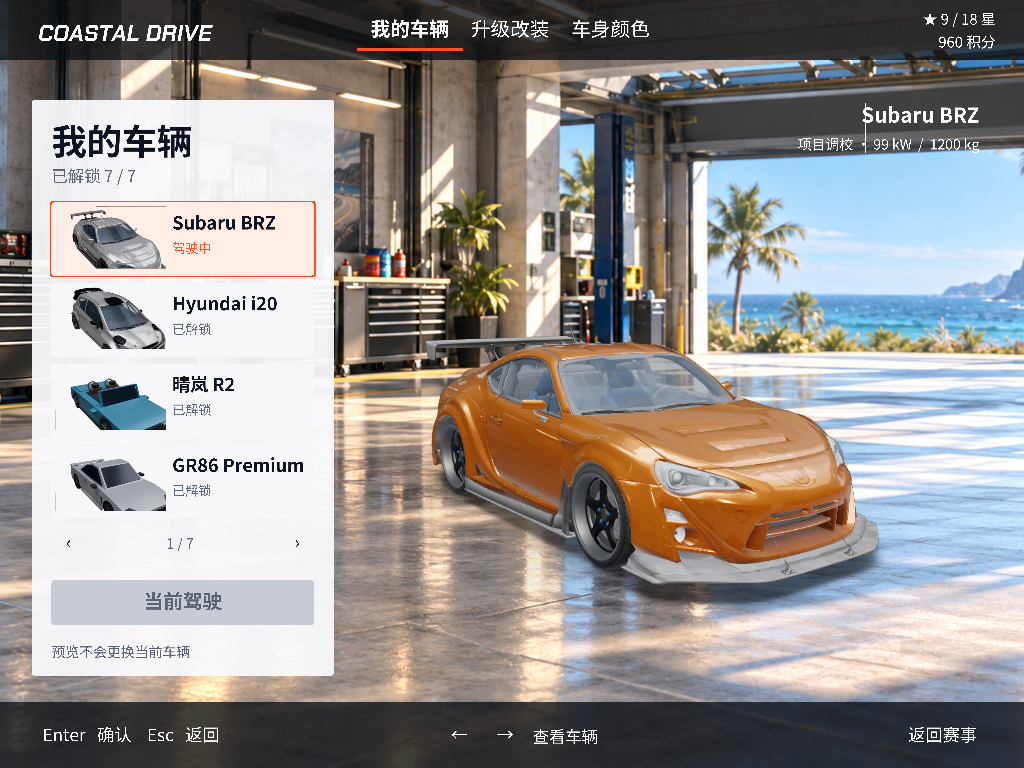 COASTAL DRIVE
我的车辆 升级改装 车身颜色
★ 9 / 18 星
960 积分
Subaru BRZ
项目调校 · 99 kW / 1200 kg
我的车辆
已解锁 7 / 7
Subaru BRZ
驾驶中
Hyundai i20
已解锁
晴岚 R2
已解锁
GR86 Premium
已解锁
‹ 1 / 7 ›
当前驾驶
预览不会更换当前车辆
Enter 确认 Esc 返回
← → 查看车辆
返回赛事